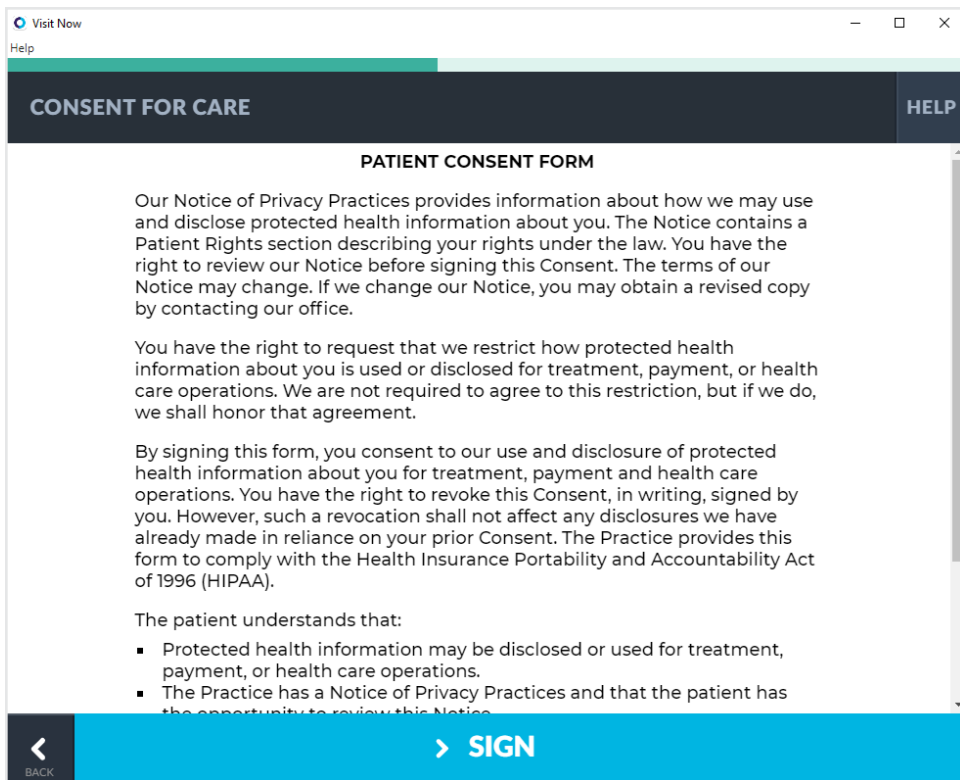 Visit Now
Help
CONSENT FOR CARE
HELP
PATIENT CONSENT FORM
Our Notice of Privacy Practices provides information about how we may use
and disclose protected health information about you. The Notice contains a
Patient Rights section describing your rights under the law. You have the
right to review our Notice before signing this Consent. The terms of our
Notice may change. If we change our Notice, you may obtain a revised copy
by contacting our office.
You have the right to request that we restrict how protected health
information about you is used or disclosed for treatment, payment, or health
care operations. We are not required to agree to this restriction, but if we do,
we shall honor that agreement.
By signing this form, you consent to our use and disclosure of protected
health information about you for treatment, payment and health care
operations. You have the right to revoke this Consent, in writing, signed by
you. However, such a revocation shall not affect any disclosures we have
already made in reliance on your prior Consent. The Practice provides this
form to comply with the Health Insurance Portability and Accountability Act
of 1996 (HIPAA).
The patient understands that:
▪ Protected health information may be disclosed or used for treatment,
payment, or health care operations.
▪ The Practice has a Notice of Privacy Practices and that the patient has
the opportunity to review this Notice
BACK
SIGN